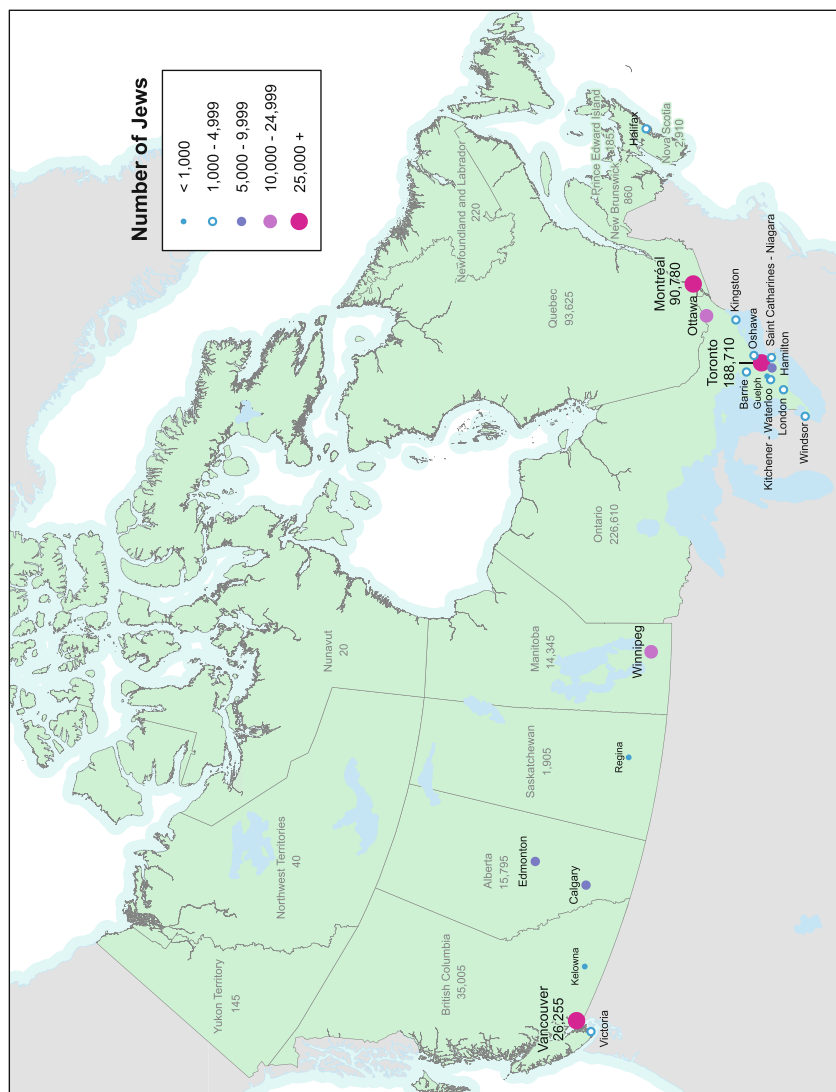 Number of Jews
< 1,000
1,000 - 4,999
5,000 - 9,999
10,000 - 24,999
25,000 +
Yukon Territory
145
Northwest Territories
40
Nunavut
20
British Columbia
35,005
Vancouver
26,255
Victoria
Kelowna
Alberta
15,795
Edmonton
Calgary
Saskatchewan
1,905
Regina
Manitoba
14,345
Winnipeg
Ontario
226,610
Toronto
188,710
Barrie
Guelph
Kitchener - Waterloo
London
Windsor
Hamilton
Saint Catharines - Niagara
Oshawa
Kingston
Ottawa
Quebec
93,625
Montréal
90,780
Newfoundland and Labrador
220
Prince Edward Island
New Brunswick
860
Halifax
Nova Scotia
2,910